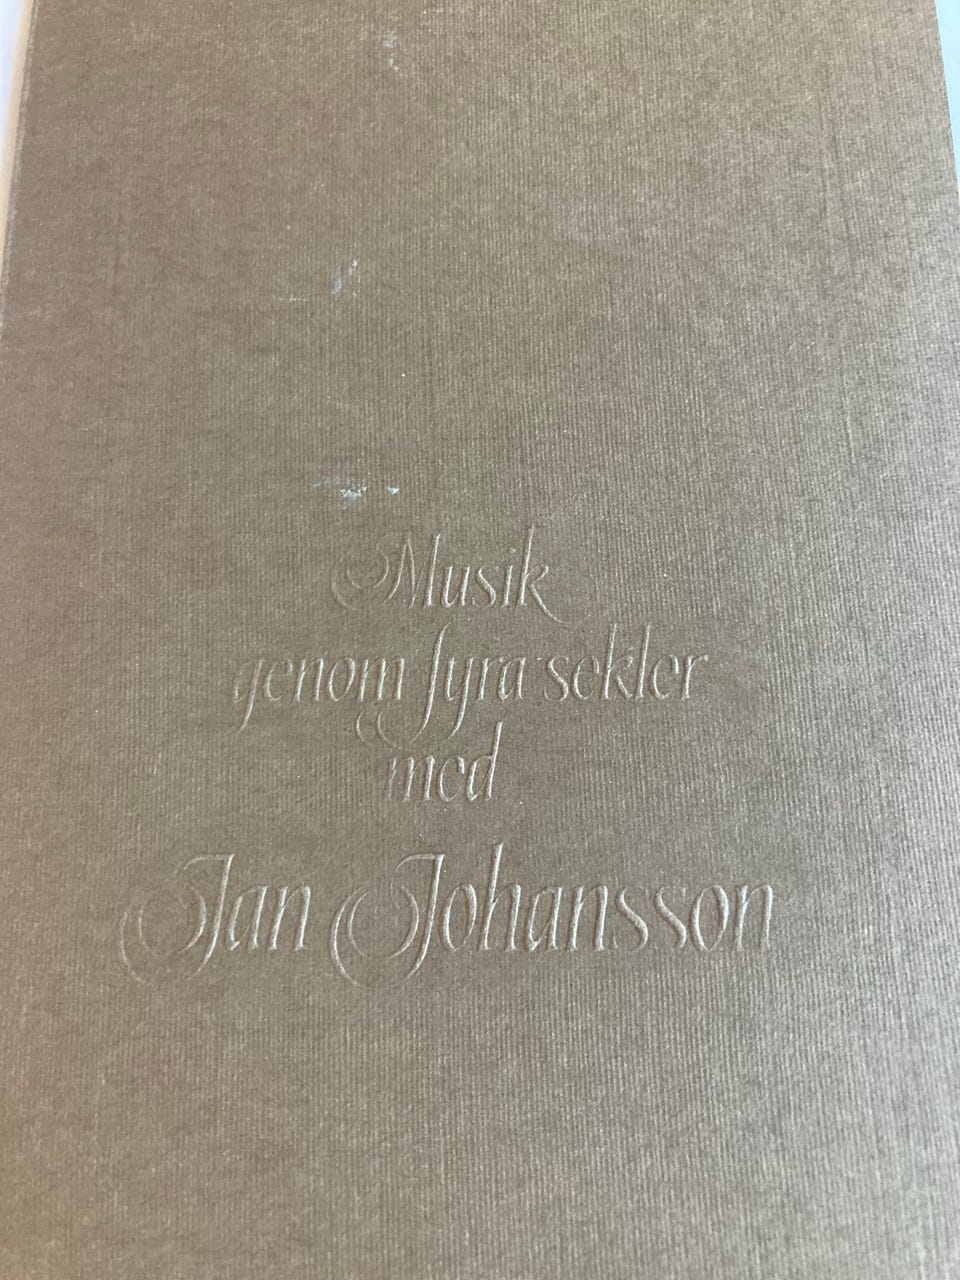 Musik
genom fyra sekler
med
Jan Johansson